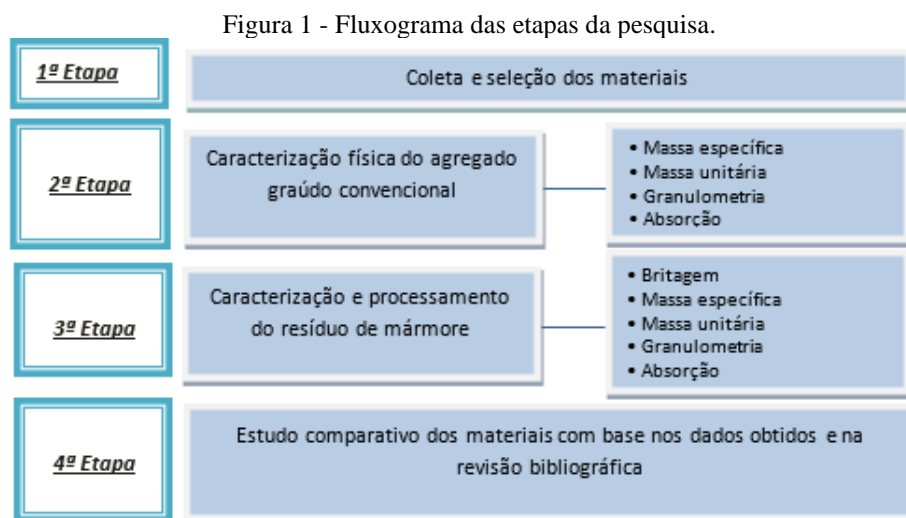 Figura 1 - Fluxograma das etapas da pesquisa.
1ª Etapa
Coleta e seleção dos materiais
2ª Etapa
Caracterização física do agregado
graúdo convencional
• Massa específica
• Massa unitária
• Granulometria
• Absorção
3ª Etapa
Caracterização e processamento
do resíduo de mármore
• Britagem
• Massa específica
• Massa unitária
• Granulometria
• Absorção
4ª Etapa
Estudo comparativo dos materiais com base nos dados obtidos e na
revisão bibliográfica